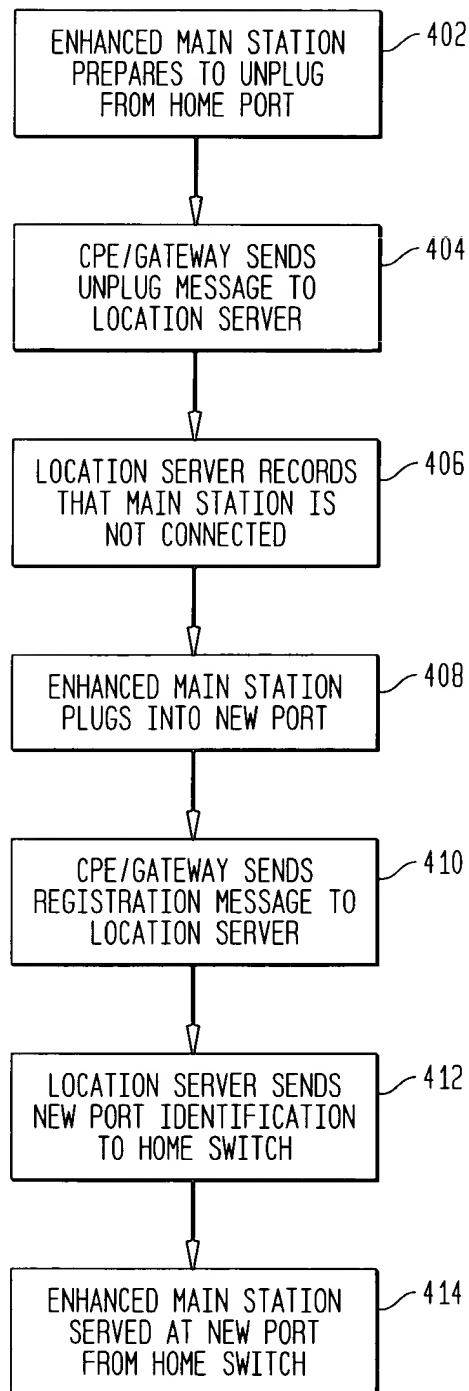 ENHANCED MAIN STATION
PREPARES TO UNPLUG
FROM HOME PORT
402
CPE/GATEWAY SENDS
UNPLUG MESSAGE TO
LOCATION SERVER
404
LOCATION SERVER RECORDS
THAT MAIN STATION IS
NOT CONNECTED
406
ENHANCED MAIN STATION
PLUGS INTO NEW PORT
408
CPE/GATEWAY SENDS
REGISTRATION MESSAGE TO
LOCATION SERVER
410
LOCATION SERVER SENDS
NEW PORT IDENTIFICATION
TO HOME SWITCH
412
ENHANCED MAIN STATION
SERVED AT NEW PORT
FROM HOME SWITCH
414